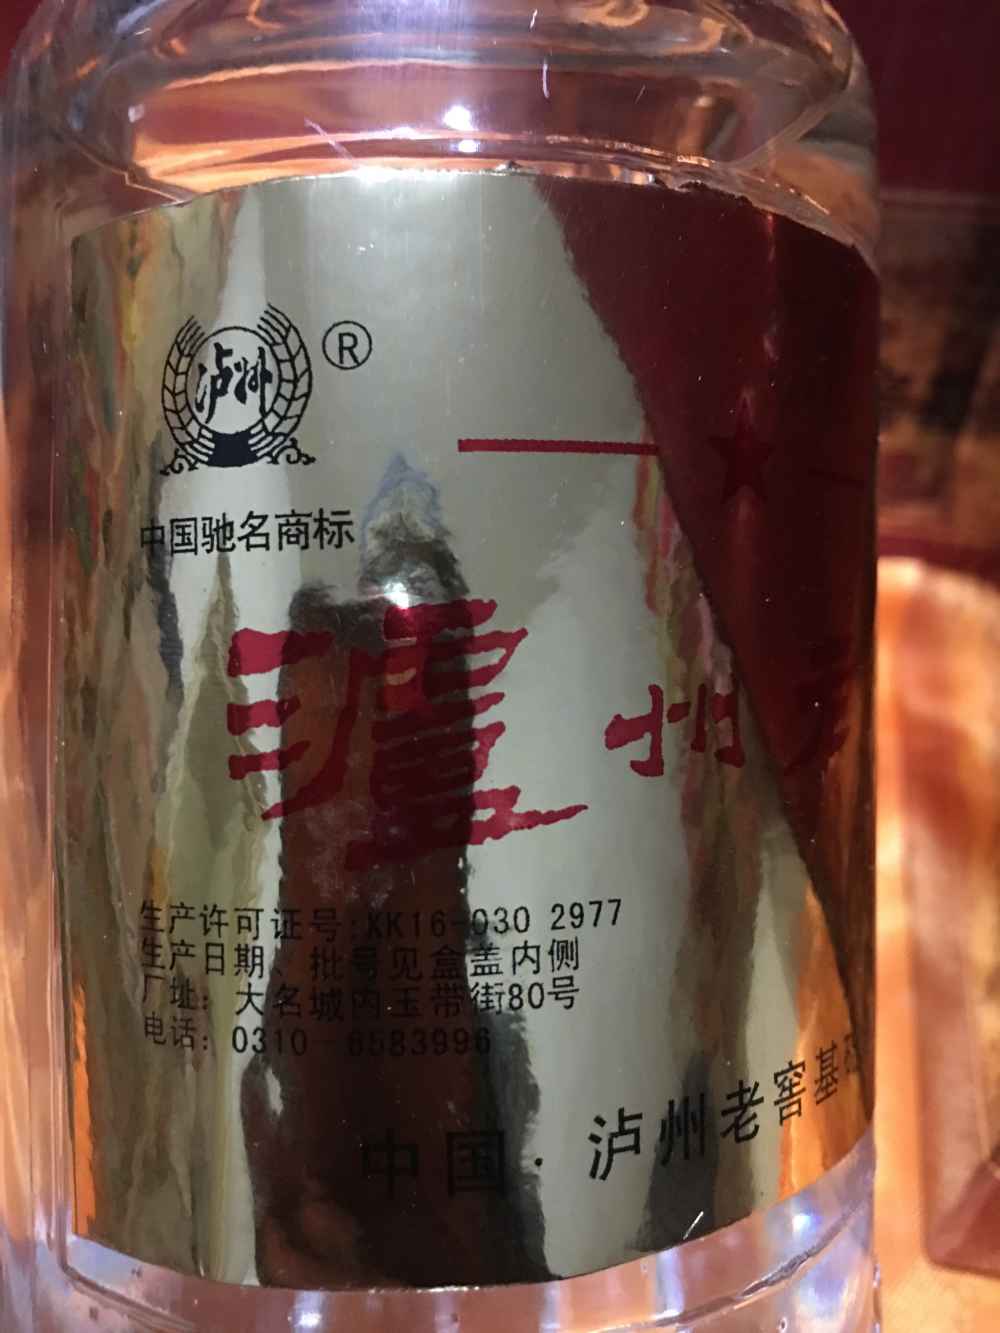 泸州
®
中国驰名商标
瀘州老
生产许可证号:XK16-030 2977
生产日期、批号见盒盖内侧
厂址：大名城内玉带街80号
电话：0310-6583996
中国·泸州老窖基